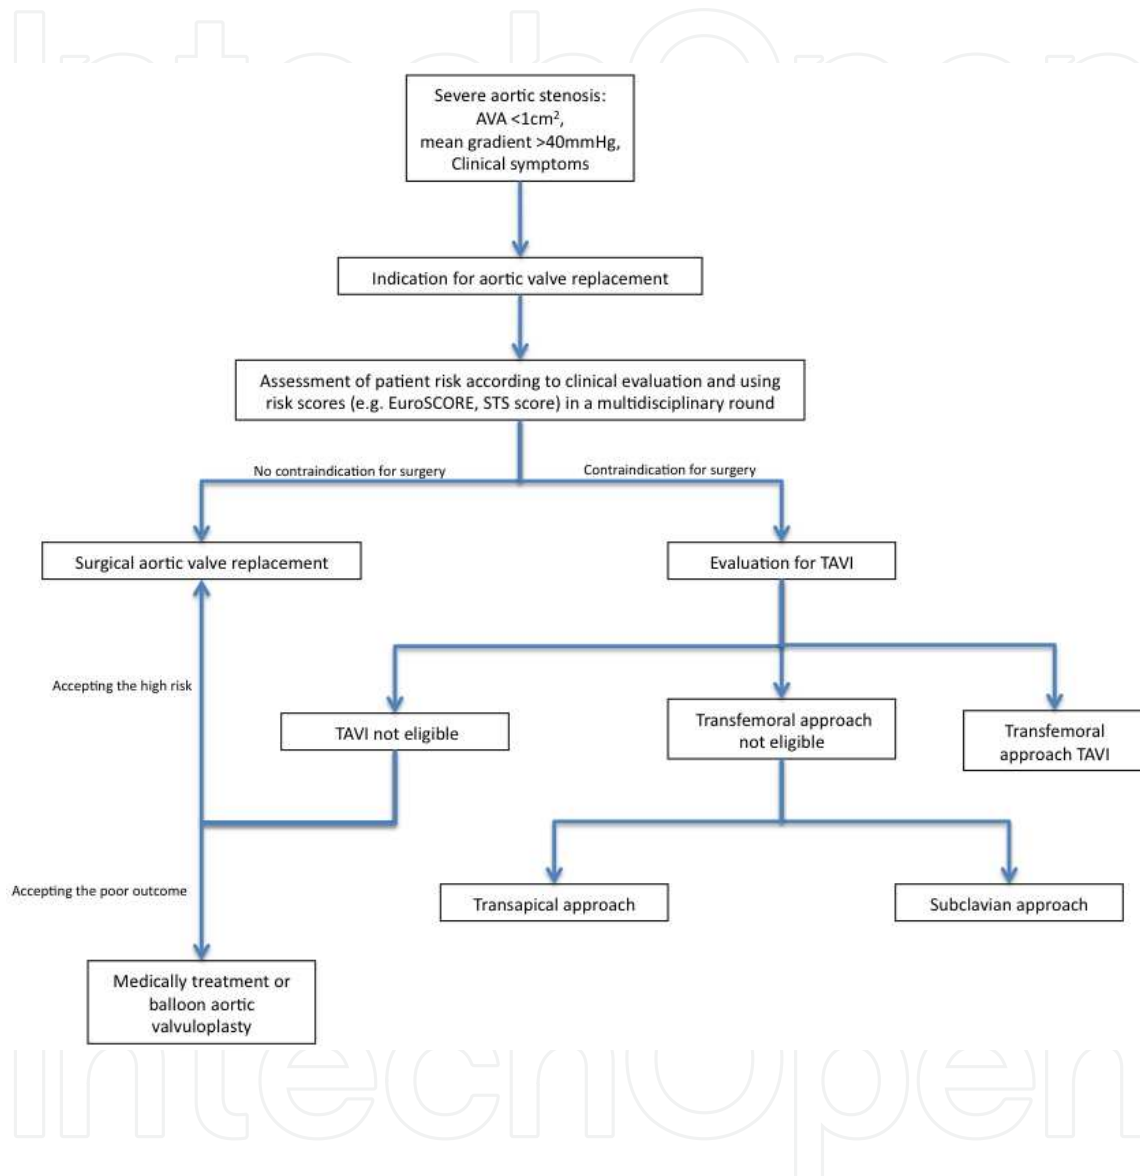 IntechOpen
Severe aortic stenosis:
AVA <1cm²,
mean gradient >40mmHg,
Clinical symptoms
Indication for aortic valve replacement
Assessment of patient risk according to clinical evaluation and using
risk scores (e.g. EuroSCORE, STS score) in a multidisciplinary round
No contraindication for surgery
Contraindication for surgery
Surgical aortic valve replacement
Evaluation for TAVI
Accepting the high risk
TAVI not eligible
Transfemoral approach
not eligible
Transfemoral
approach TAVI
Accepting the poor outcome
Transapical approach
Subclavian approach
Medically treatment or
balloon aortic
valvuloplasty
IntechOpen